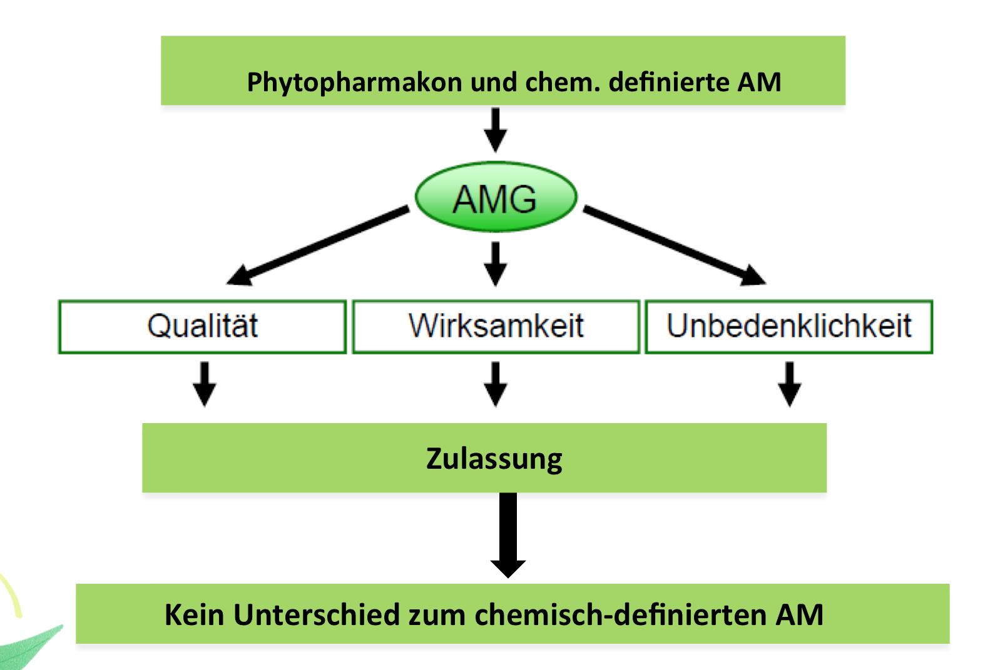 Phytopharmakon und chem. definierte AM
AMG
Qualität
Wirksamkeit
Unbedenklichkeit
Zulassung
Kein Unterschied zum chemisch-definierten AM